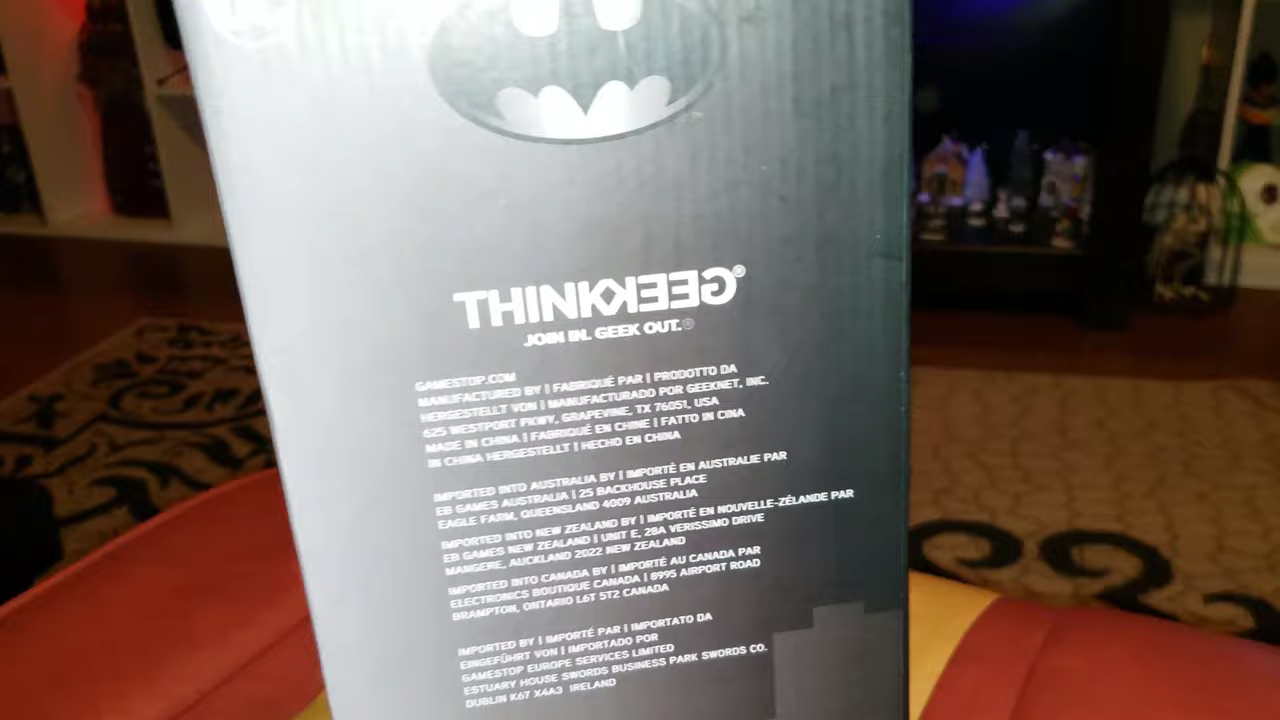 THINKGEEK®
JOIN IN. GEEK OUT.®
GAMESTOP.COM
MANUFACTURED BY | FABRIQUÉ PAR | PRODOTTO DA
HERGESTELLT VON | MANUFACTURADO POR GEEKNET, INC.
625 WESTPORT PKWY, GRAPEVINE, TX 76051, USA
MADE IN CHINA | FABRIQUÉ EN CHINE | FATTO IN CINA
IN CHINA HERGESTELLT | HECHO EN CHINA
IMPORTED INTO AUSTRALIA BY | IMPORTÉ EN AUSTRALIE PAR
EB GAMES AUSTRALIA | 25 BACKHOUSE PLACE
EAGLE FARM, QUEENSLAND 4009 AUSTRALIA
IMPORTED INTO NEW ZEALAND BY | IMPORTÉ EN NOUVELLE-ZÉLANDE PAR
EB GAMES NEW ZEALAND | UNIT E, 28A VERISSIMO DRIVE
MANGERE, AUCKLAND 2022 NEW ZEALAND
IMPORTED INTO CANADA BY | IMPORTÉ AU CANADA PAR
ELECTRONICS BOUTIQUE CANADA | 8995 AIRPORT ROAD
BRAMPTON, ONTARIO L6T 5T2 CANADA
IMPORTED BY | IMPORTÉ PAR | IMPORTATO DA
EINGEFÜHRT VON | IMPORTADO POR
GAMESTOP EUROPE SERVICES LIMITED
ESTUARY HOUSE SWORDS BUSINESS PARK SWORDS CO.
DUBLIN K67 X4A3 IRELAND